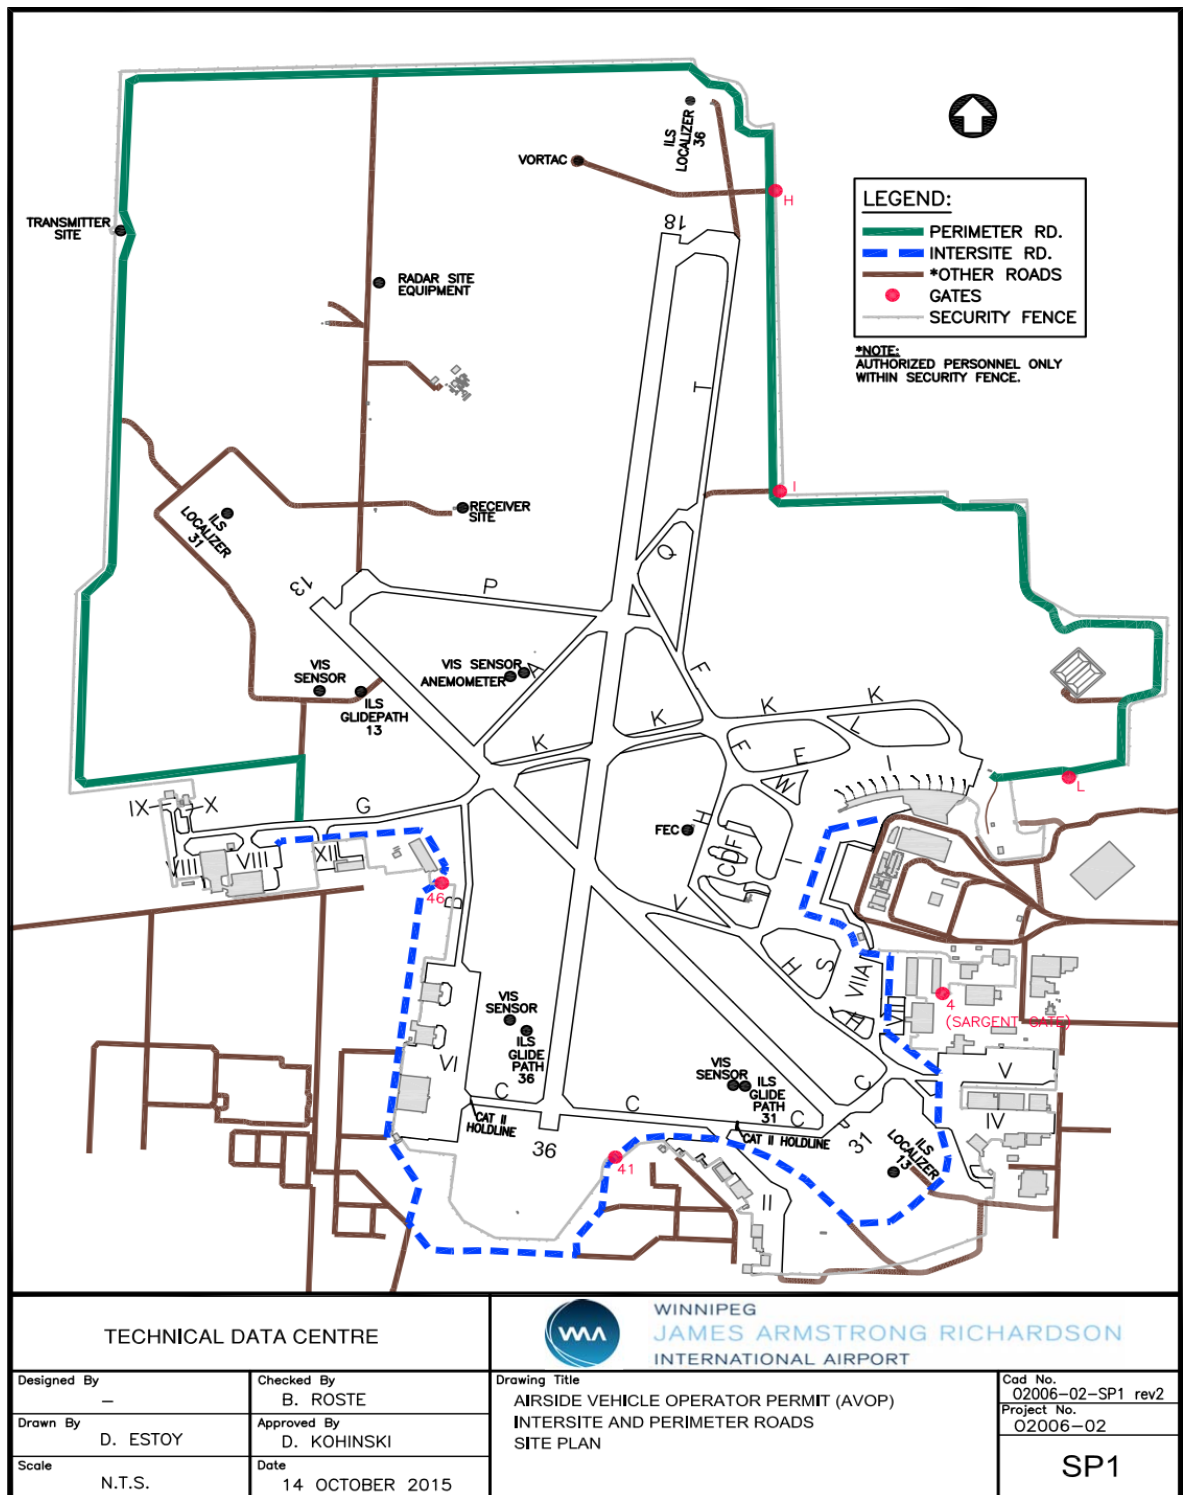 ILS
LOCALIZER
36
VORTAC
H
LEGEND:
PERIMETER RD.
INTERSITE RD.
*OTHER ROADS
GATES
SECURITY FENCE
*NOTE:
AUTHORIZED PERSONNEL ONLY
WITHIN SECURITY FENCE.
TRANSMITTER
SITE
18
RADAR SITE
EQUIPMENT
T
I
RECEIVER
SITE
ILS
LOCALIZER
31
Q
13
P
VIS
SENSOR
VIS SENSOR
ANEMOMETER
A
F
ILS
GLIDEPATH
13
K
K
K
K
L
F
E
I
W
L
IX
X
G
H
FEC
F
D
C
I
VIII
VIII
XII
46
B
V
H
S
VIIA
VIS
SENSOR
ILS
GLIDE
PATH
36
4
(SARGENT GATE)
VII
H
VI
V
VIS
SENSOR
ILS
GLIDE
PATH
31
C
C
C
C
IV
CAT II
HOLDLINE
CAT II HOLDLINE
P
36
31
ILS
LOCALIZER
13
41
II
TECHNICAL DATA CENTRE
WAA
WINNIPEG
JAMES ARMSTRONG RICHARDSON
INTERNATIONAL AIRPORT
Designed By
–
Checked By
B. ROSTE
Drawn By
D. ESTOY
Approved By
D. KOHINSKI
Scale
N.T.S.
Date
14 OCTOBER 2015
Drawing Title
AIRSIDE VEHICLE OPERATOR PERMIT (AVOP)
INTERSITE AND PERIMETER ROADS
SITE PLAN
Cad No.
02006-02-SP1 rev2
Project No.
02006-02
SP1